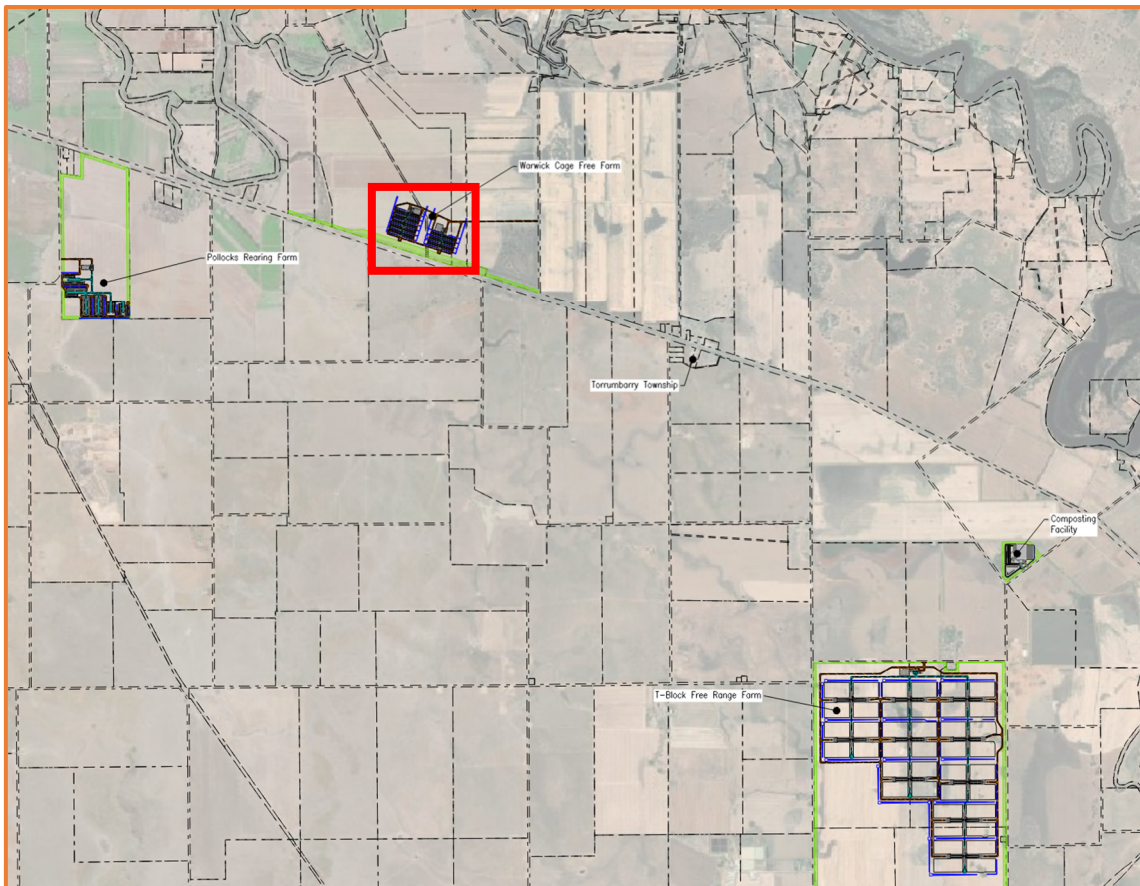 Warwick Cage Free Farm
Pollocks Rearing Farm
Torrumbarry Township
Composting
Facility
T-Block Free Range Farm